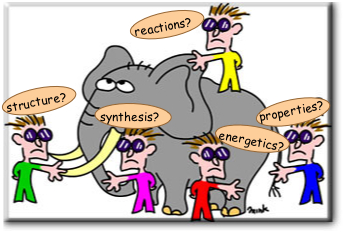 reactions?
structure?
synthesis?
properties?
energetics?